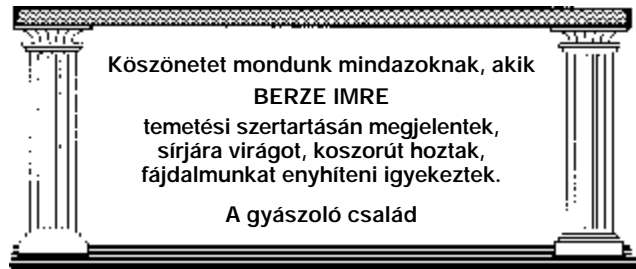 Köszönetet mondunk mindazoknak, akik
BERZE IMRE
temetési szertartásán megjelentek,
sírjára virágot, koszorút hoztak,
fájdalmunkat enyhíteni igyekeztek.
A gyászoló család